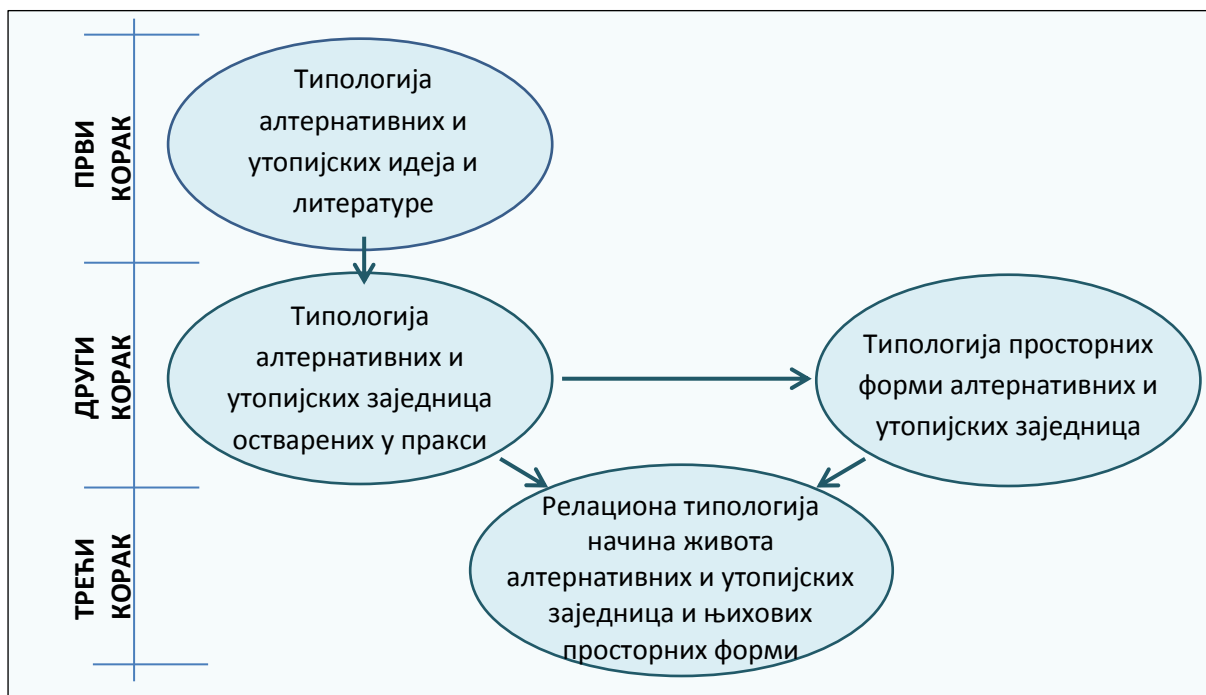 ПРВИ
КОРАК
Типологија
алтернативних и
утопијских идеја и
литературе
ДРУГИ
КОРАК
Типологија
алтернативних и
утопијских заједница
остварених у пракси
Типологија просторних
форми алтернативних и
утопијских заједница
ТРЕЋИ
КОРАК
Релациона типологија
начина живота
алтернативних и утопијских
заједница и њихових
просторних форми